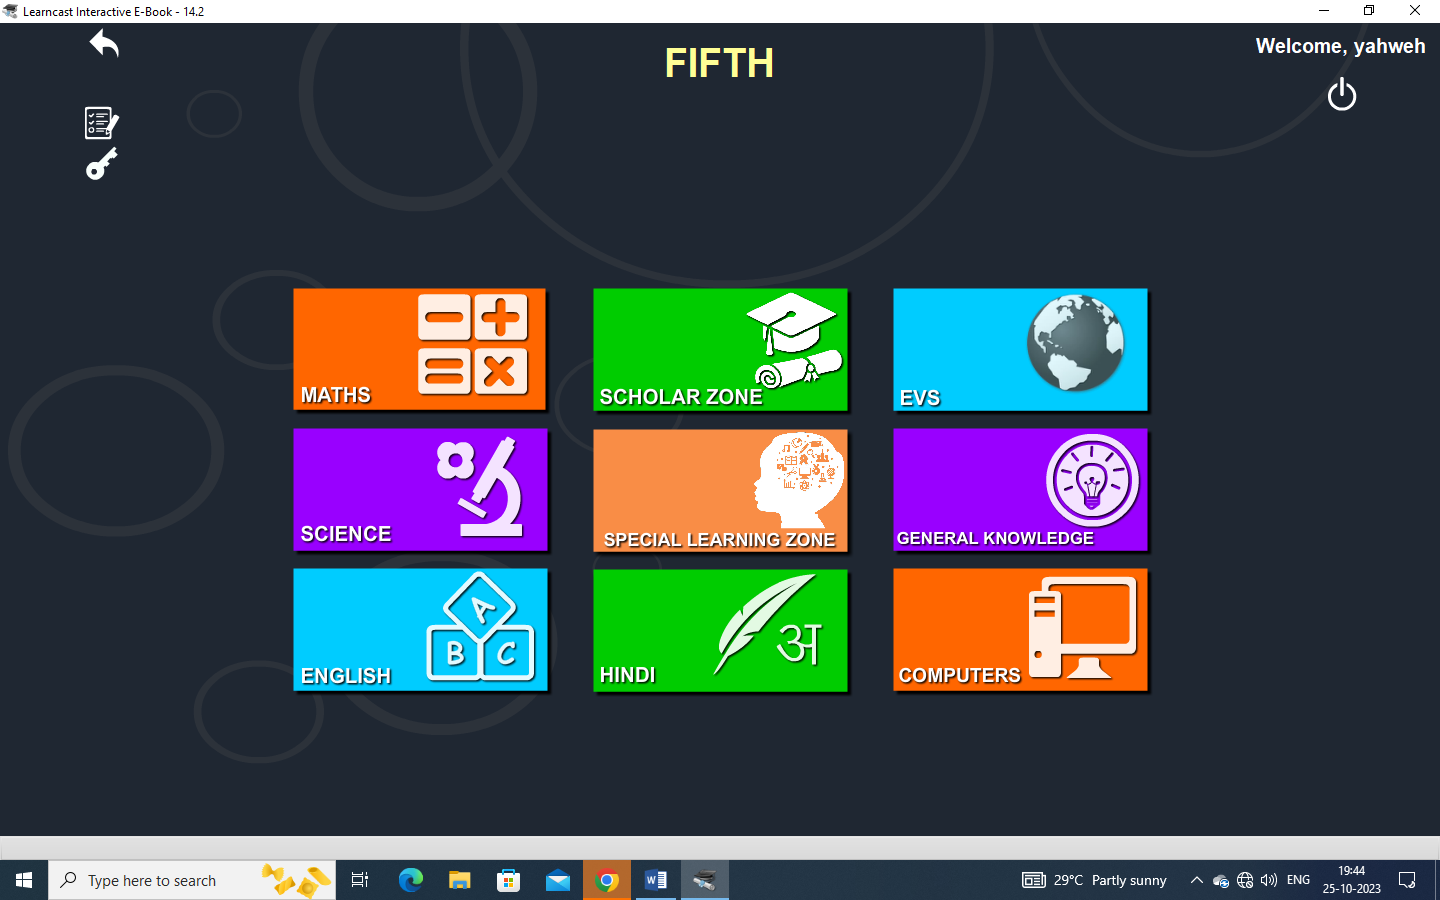 Learncast Interactive E-Book - 14.2
FIFTH
Welcome, yahweh
MATHS
SCHOLAR ZONE
EVS
SCIENCE
SPECIAL LEARNING ZONE
GENERAL KNOWLEDGE
A
B C
ENGLISH
अ
HINDI
COMPUTERS
Type here to search
W
29°C Partly sunny
ENG
19:44
25-10-2023